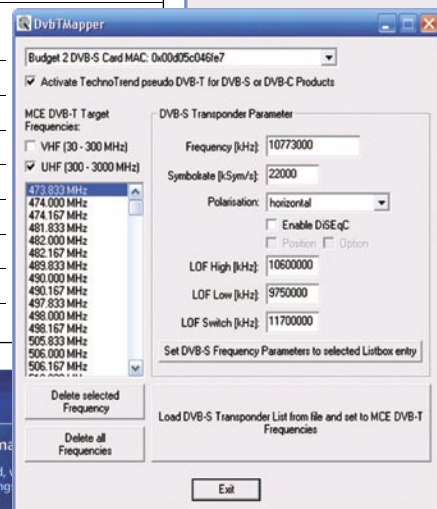 DvbTMapper
Budget 2 DVB-S Card MAC: 0x00d05c046fe7
Activate TechnoTrend pseudo DVB-T for DVB-S or DVB-C Products
MCE DVB-T Target
Frequencies:
VHF (30 - 300 MHz)
UHF (300 - 3000 MHz)
473.833 MHz
474.000 MHz
474.167 MHz
481.833 MHz
482.000 MHz
482.167 MHz
489.833 MHz
490.000 MHz
490.167 MHz
497.833 MHz
498.000 MHz
498.167 MHz
505.833 MHz
506.000 MHz
506.167 MHz
Delete selected
Frequency
Delete all
Frequencies
DVB-S Transponder Parameter
Frequency [kHz]: 10773000
Symbolrate [kSym/s]: 22000
Polarisation: horizontal
Enable DiSEqC
Position Option
LOF High [kHz]: 10600000
LOF Low [kHz]: 9750000
LOF Switch [kHz]: 11700000
Set DVB-S Frequency Parameters to selected Listbox entry
Load DVB-S Transponder List from file and set to MCE DVB-T
Frequencies
Exit